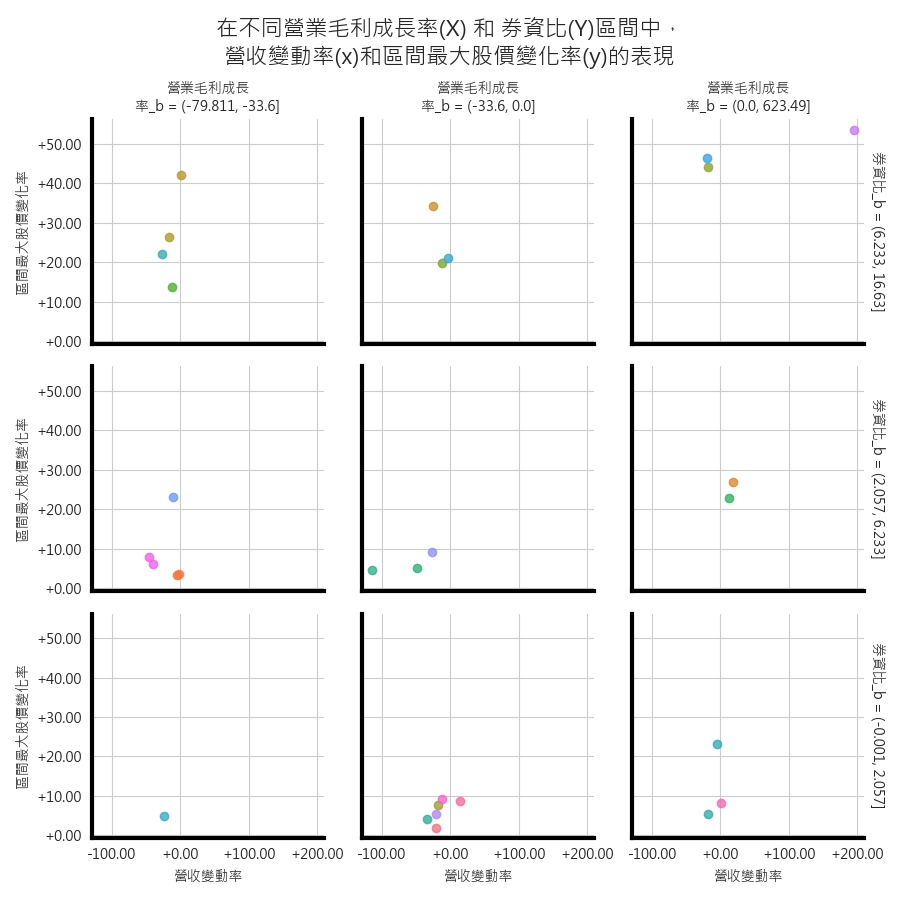 在不同營業毛利成長率(X) 和 券資比(Y)區間中，
營收變動率(x)和區間最大股價變化率(y)的表現
營業毛利成長
率_b = (-79.811, -33.6]
營業毛利成長
率_b = (-33.6, 0.0]
營業毛利成長
率_b = (0.0, 623.49]
區間最大股價變化率
+50.00
+40.00
+30.00
+20.00
+10.00
+0.00
券資比_b = (6.233, 16.63]
區間最大股價變化率
+50.00
+40.00
+30.00
+20.00
+10.00
+0.00
券資比_b = (2.057, 6.233]
區間最大股價變化率
+50.00
+40.00
+30.00
+20.00
+10.00
+0.00
券資比_b = (-0.001, 2.057]
-100.00 +0.00 +100.00 +200.00
-100.00 +0.00 +100.00 +200.00
-100.00 +0.00 +100.00 +200.00
營收變動率
營收變動率
營收變動率